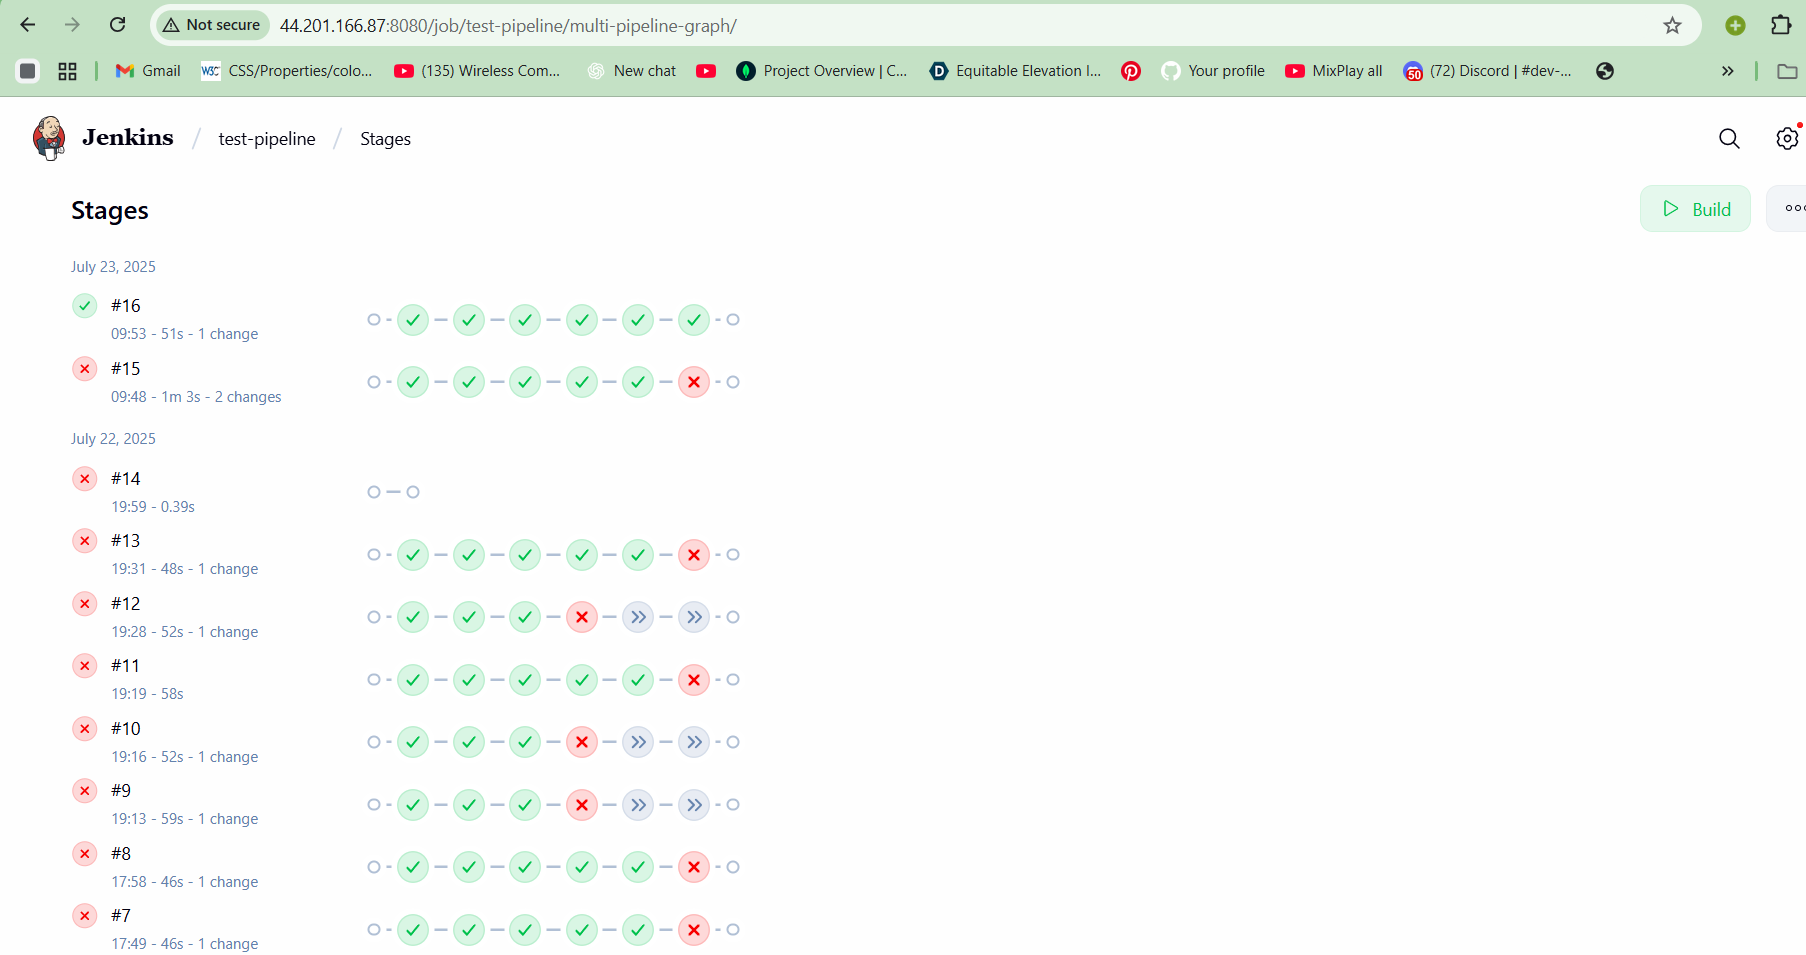 Not secure 44.201.166.87:8080/job/test-pipeline/multi-pipeline-graph/
Gmail W3C CSS/Properties/colo... (135) Wireless Com... New chat Project Overview | C... Equitable Elevation I... Your profile MixPlay all 50 (72) Discord | #dev-... »
Jenkins / test-pipeline / Stages
Stages
Build
July 23, 2025
#16
09:53 - 51s - 1 change
#15
09:48 - 1m 3s - 2 changes
July 22, 2025
#14
19:59 - 0.39s
#13
19:31 - 48s - 1 change
#12
19:28 - 52s - 1 change
#11
19:19 - 58s
#10
19:16 - 52s - 1 change
#9
19:13 - 59s - 1 change
#8
17:58 - 46s - 1 change
#7
17:49 - 46s - 1 change